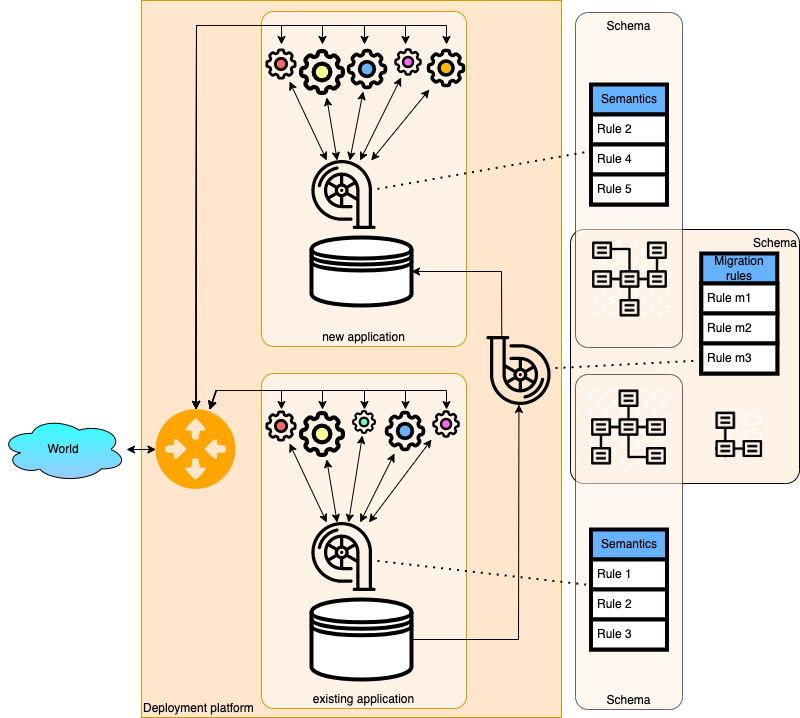 Schema
Semantics
Rule 2
Rule 4
Rule 5
Schema
Migration
rules
Rule m1
Rule m2
Rule m3
new application
World
Semantics
Rule 1
Rule 2
Rule 3
existing application
Schema
Deployment platform